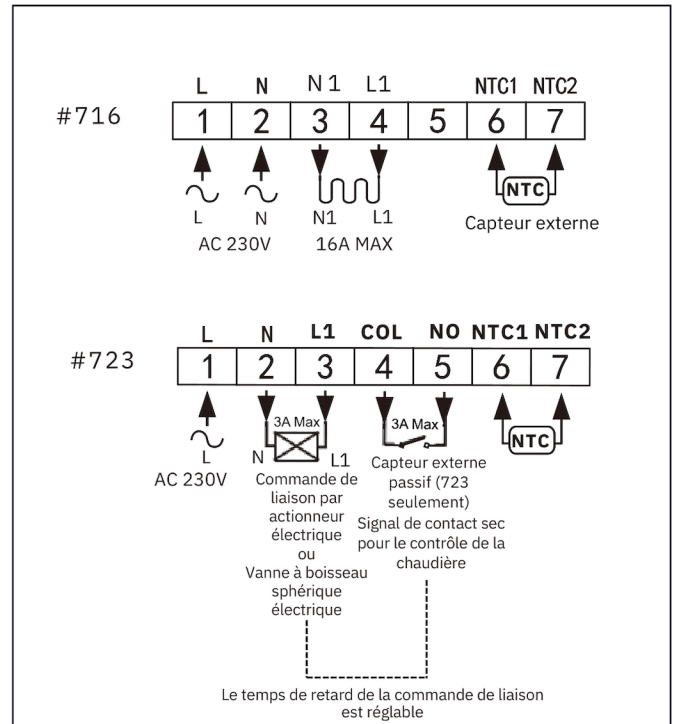 L N N 1 L1 NTC1 NTC2
#716 1 2 3 4 5 6 7
NTC
L N N1 L1
Capteur externe
AC 230V 16A MAX
L N L1 COL NO NTC1 NTC2
#723 1 2 3 4 5 6 7
3A Max 3A Max
NTC
L N L1
AC 230V
Commande de
liaison par
actionneur
électrique
ou
Vanne à boisseau
sphérique
électrique
Capteur externe
passif (723
seulement)
Signal de contact sec
pour le contrôle de la
chaudière
Le temps de retard de la commande de liaison
est réglable